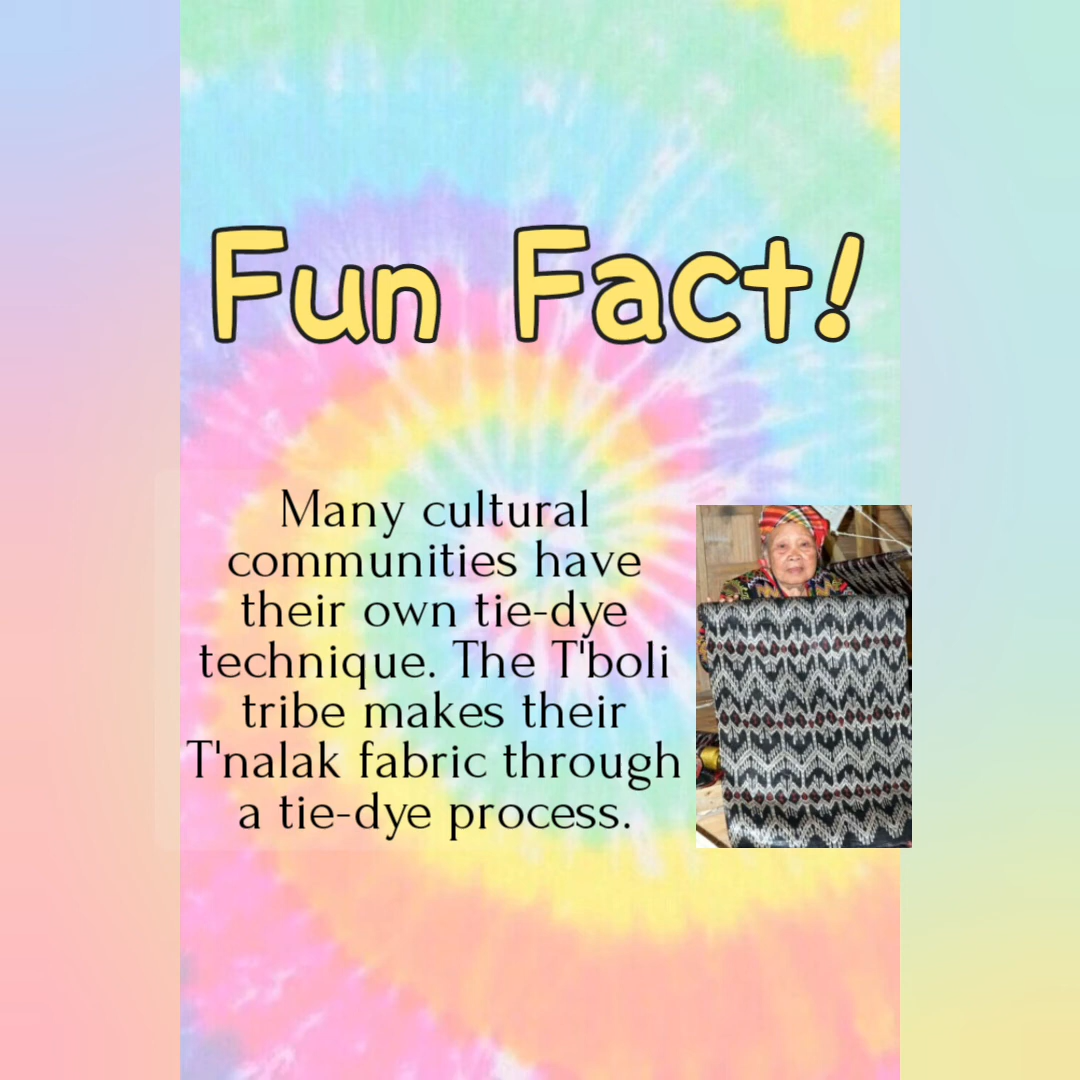 Fun Fact!
Many cultural
communities have
their own tie-dye
technique. The T'boli
tribe makes their
T'nalak fabric through
a tie-dye process.